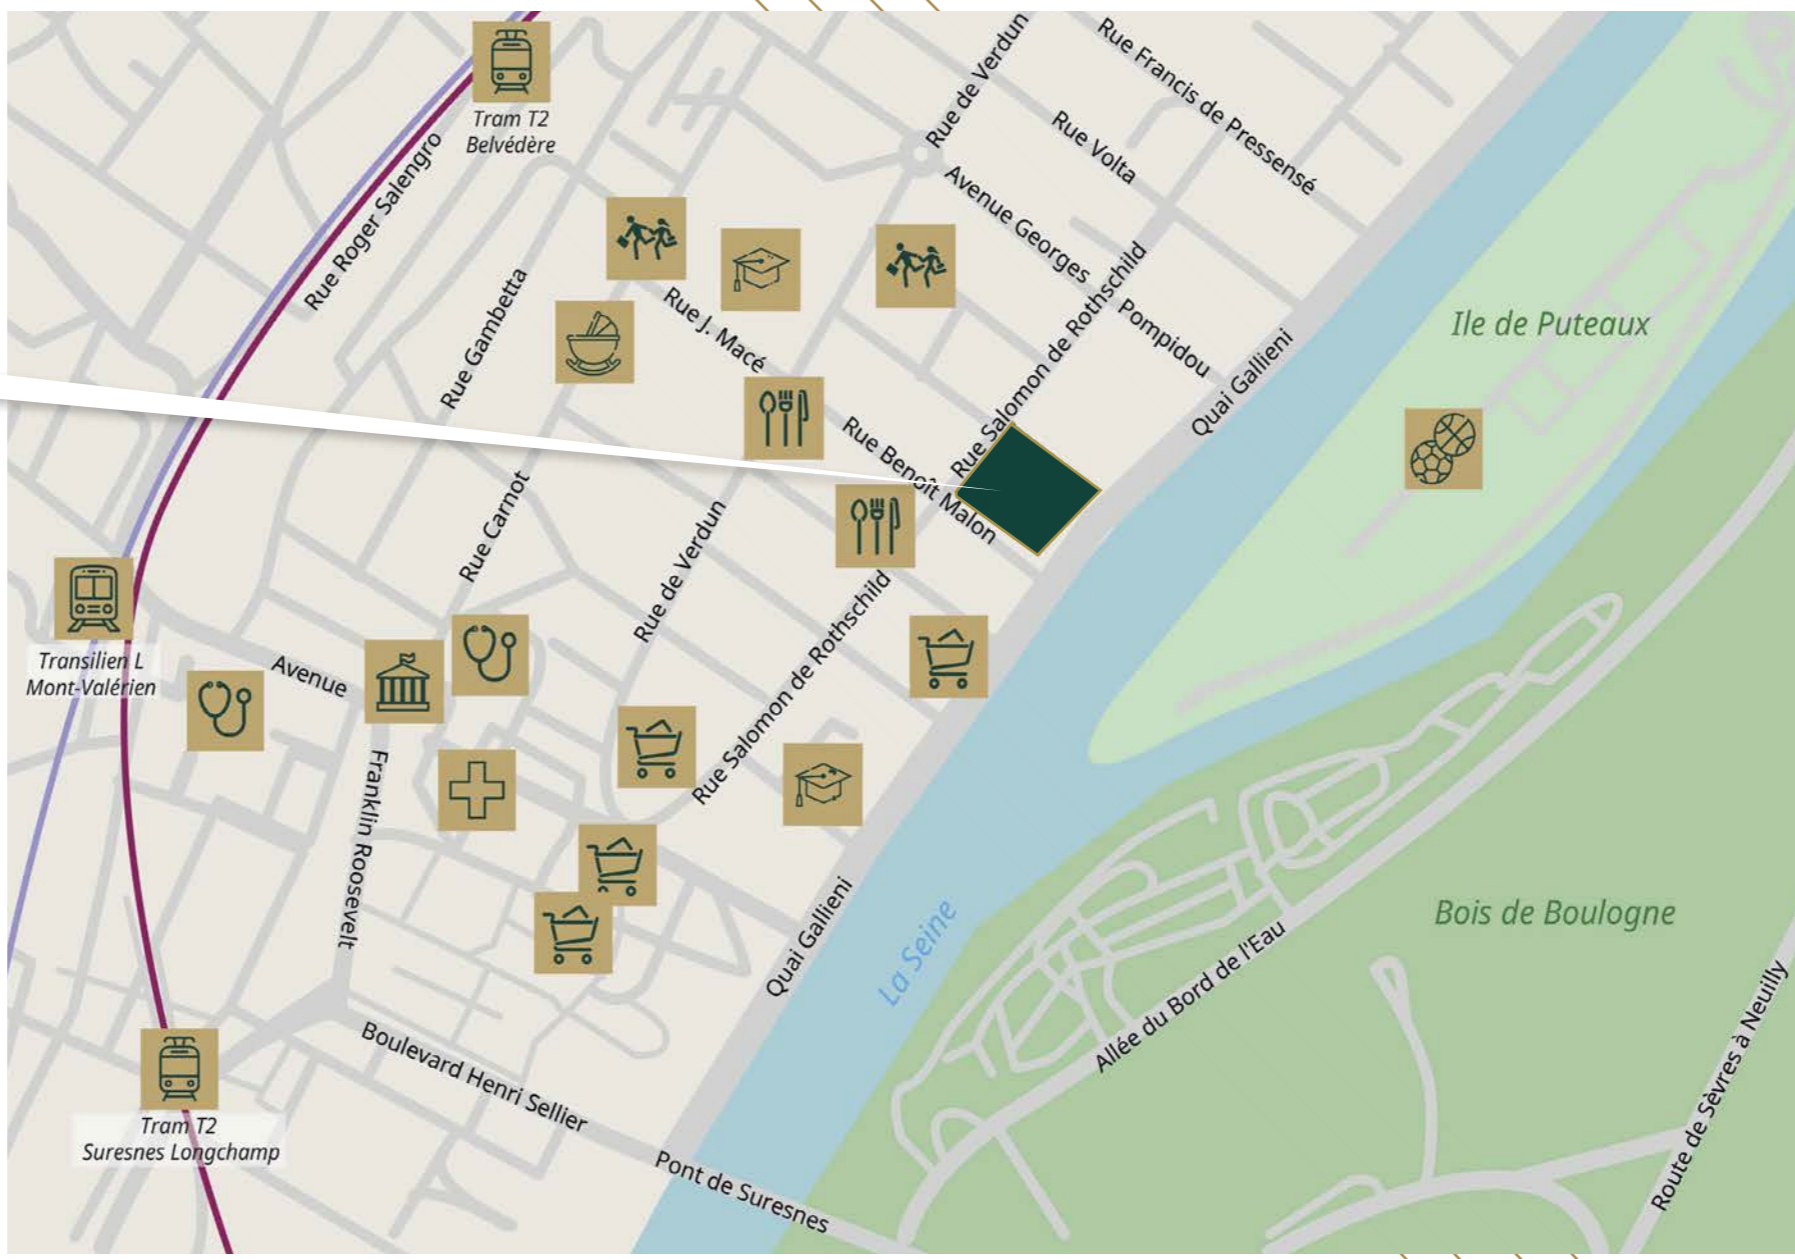 Tram T2
Belvédère
Rue de Verdun
Rue Francis de Pressensé
Rue Volta
Rue Roger Salengro
Avenue Georges
Pompidou
Rue Salomon de Rothschild
Rue Gambetta
Rue J. Macé
Ile de Puteaux
Quai Gallieni
Rue Benoît Malon
Rue Carnot
Rue de Verdun
Rue Salomon de Rothschild
Transilien L
Mont-Valérien
Avenue
Franklin Roosevelt
Quai Gallieni
La Seine
Bois de Boulogne
Allée du Bord de l'Eau
Route de Sèvres à Neuilly
Boulevard Henri Sellier
Tram T2
Suresnes Longchamp
Pont de Suresnes